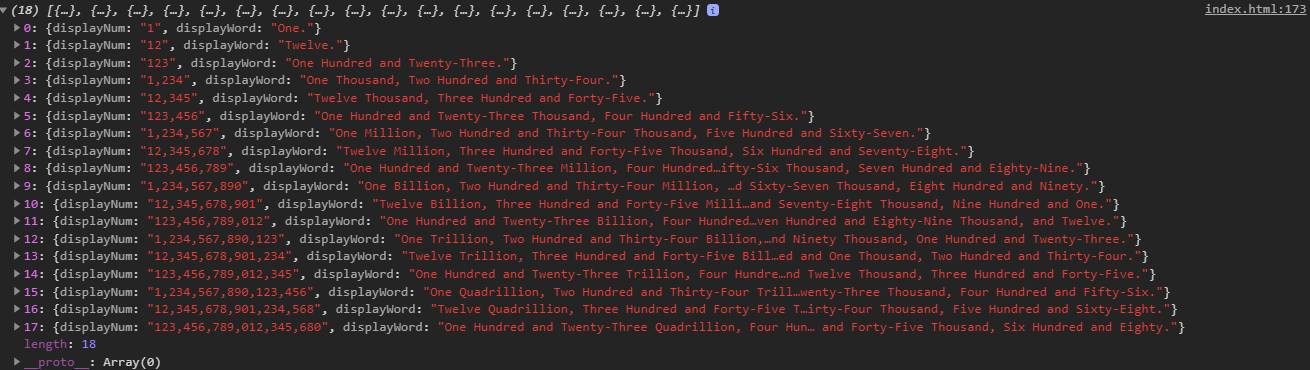 (18) [{…}, {…}, {…}, {…}, {…}, {…}, {…}, {…}, {…}, {…}, {…}, {…}, {…}, {…}, {…}, {…}, {…}, {…}] i index.html:173
0: {displayNum: "1", displayWord: "One."}
1: {displayNum: "12", displayWord: "Twelve."}
2: {displayNum: "123", displayWord: "One Hundred and Twenty-Three."}
3: {displayNum: "1,234", displayWord: "One Thousand, Two Hundred and Thirty-Four."}
4: {displayNum: "12,345", displayWord: "Twelve Thousand, Three Hundred and Forty-Five."}
5: {displayNum: "123,456", displayWord: "One Hundred and Twenty-Three Thousand, Four Hundred and Fifty-Six."}
6: {displayNum: "1,234,567", displayWord: "One Million, Two Hundred and Thirty-Four Thousand, Five Hundred and Sixty-Seven."}
7: {displayNum: "12,345,678", displayWord: "Twelve Million, Three Hundred and Forty-Five Thousand, Six Hundred and Seventy-Eight."}
8: {displayNum: "123,456,789", displayWord: "One Hundred and Twenty-Three Million, Four Hundred…ifty-Six Thousand, Seven Hundred and Eighty-Nine."}
9: {displayNum: "1,234,567,890", displayWord: "One Billion, Two Hundred and Thirty-Four Million, …d Sixty-Seven Thousand, Eight Hundred and Ninety."}
10: {displayNum: "12,345,678,901", displayWord: "Twelve Billion, Three Hundred and Forty-Five Milli…and Seventy-Eight Thousand, Nine Hundred and One."}
11: {displayNum: "123,456,789,012", displayWord: "One Hundred and Twenty-Three Billion, Four Hundred…ven Hundred and Eighty-Nine Thousand, and Twelve."}
12: {displayNum: "1,234,567,890,123", displayWord: "One Trillion, Two Hundred and Thirty-Four Billion,…nd Ninety Thousand, One Hundred and Twenty-Three."}
13: {displayNum: "12,345,678,901,234", displayWord: "Twelve Trillion, Three Hundred and Forty-Five Bill…ed and One Thousand, Two Hundred and Thirty-Four."}
14: {displayNum: "123,456,789,012,345", displayWord: "One Hundred and Twenty-Three Trillion, Four Hundre…nd Twelve Thousand, Three Hundred and Forty-Five."}
15: {displayNum: "1,234,567,890,123,456", displayWord: "One Quadrillion, Two Hundred and Thirty-Four Trill…wenty-Three Thousand, Four Hundred and Fifty-Six."}
16: {displayNum: "12,345,678,901,234,568", displayWord: "Twelve Quadrillion, Three Hundred and Forty-Five T…irty-Four Thousand, Five Hundred and Sixty-Eight."}
17: {displayNum: "123,456,789,012,345,680", displayWord: "One Hundred and Twenty-Three Quadrillion, Four Hun… and Forty-Five Thousand, Six Hundred and Eighty."}
length: 18
__proto__: Array(0)